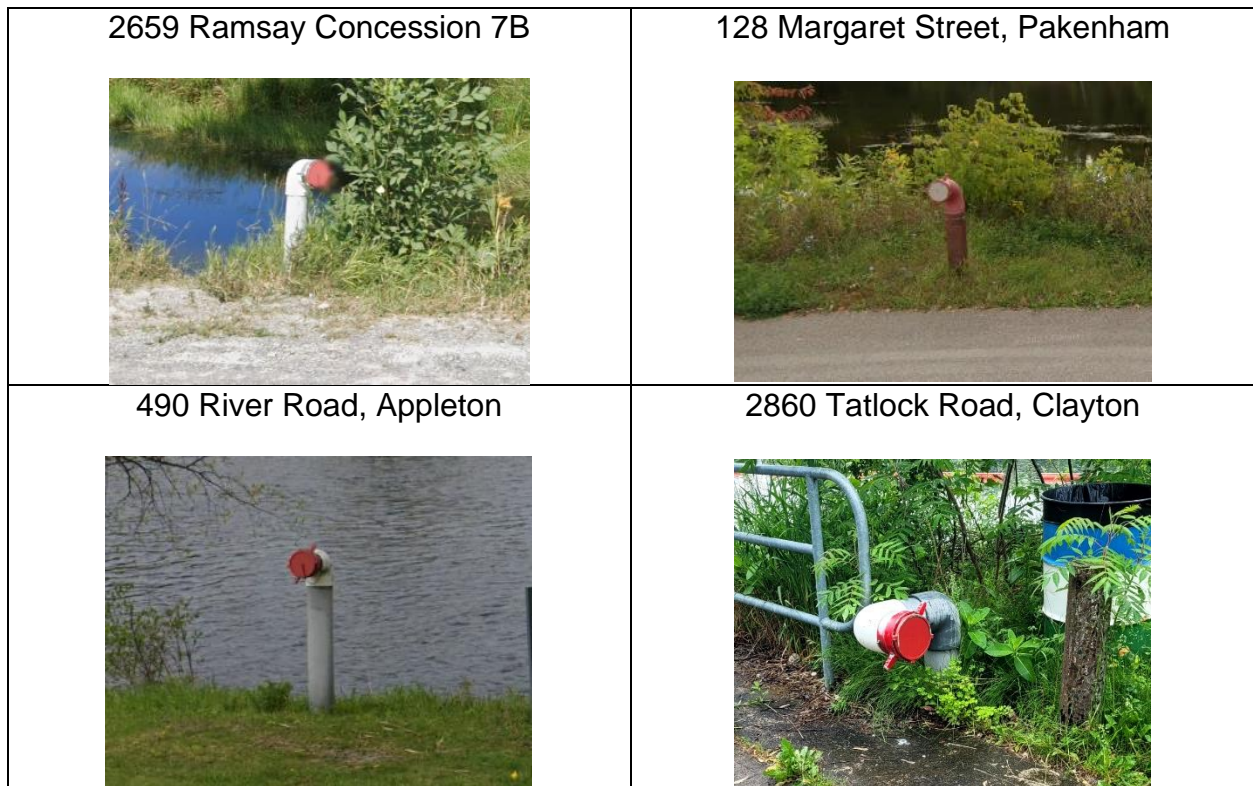 2659 Ramsay Concession 7B
128 Margaret Street, Pakenham
490 River Road, Appleton
2860 Tatlock Road, Clayton